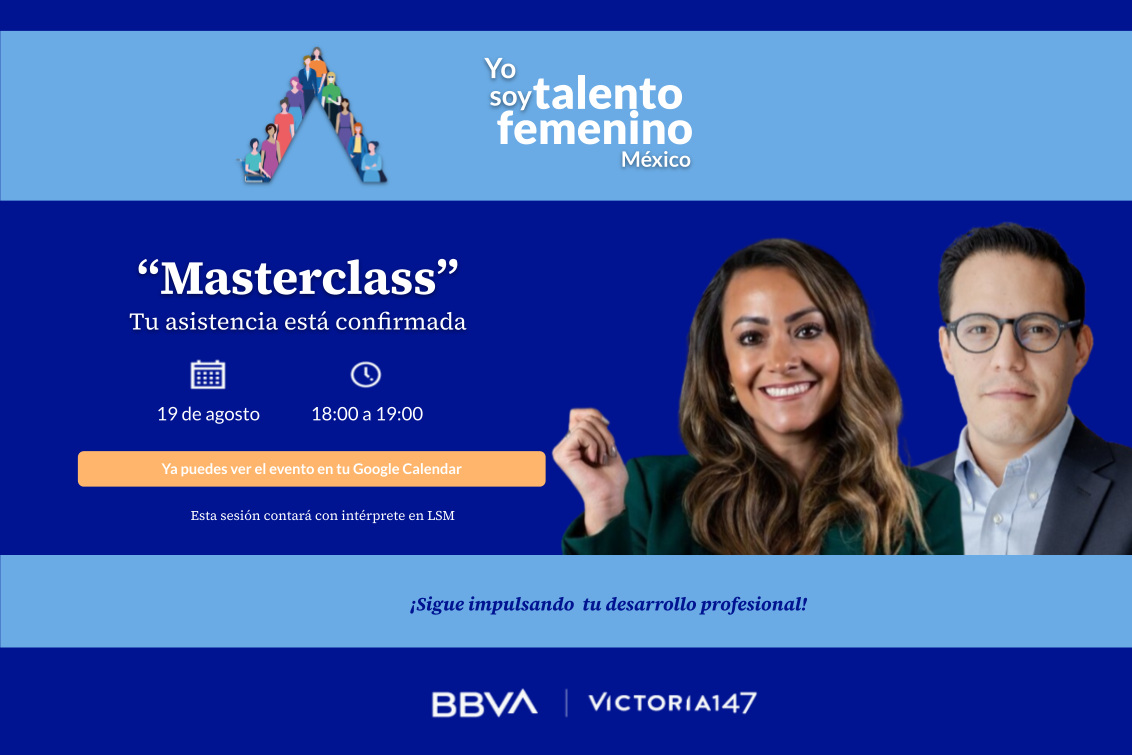 Yo
soy talento
femenino
México
“Masterclass”
Tu asistencia está confirmada
19 de agosto
18:00 a 19:00
Ya puedes ver el evento en tu Google Calendar
Esta sesión contará con intérprete en LSM
¡Sigue impulsando tu desarrollo profesional!
BBVA | VICTORIA147